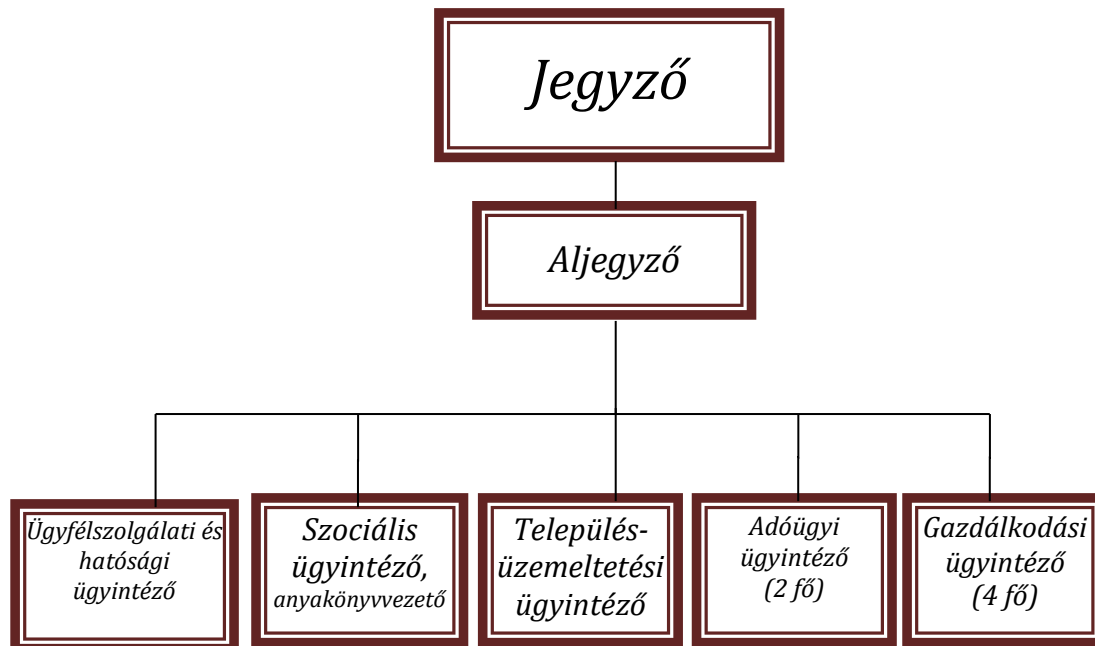 Jegyző
Aljegyző
Ügyfélszolgálati és
hatósági
ügyintéző
Szociális
ügyintéző,
anyakönyvvezető
Település-
üzemeltetési
ügyintéző
Adóügyi
ügyintéző
(2 fő)
Gazdálkodási
ügyintéző
(4 fő)